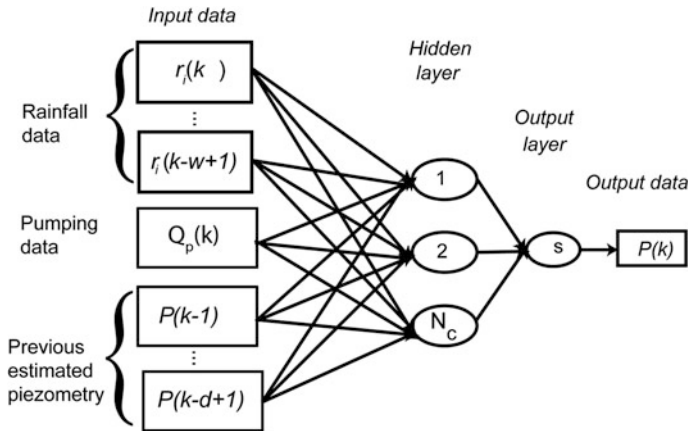 Input data
Rainfall
data
r_i(k )
...
r_i(k-w+1)
Pumping
data
Q_p(k)
Previous
estimated
piezometry
P(k-1)
...
P(k-d+1)
Hidden
layer
1
2
N_c
Output
layer
s
Output data
P(k)